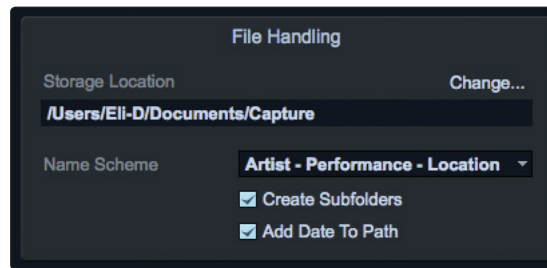 File Handling
Storage Location Change...
/Users/Eli-D/Documents/Capture
Name Scheme Artist - Performance - Location
Create Subfolders
Add Date To Path